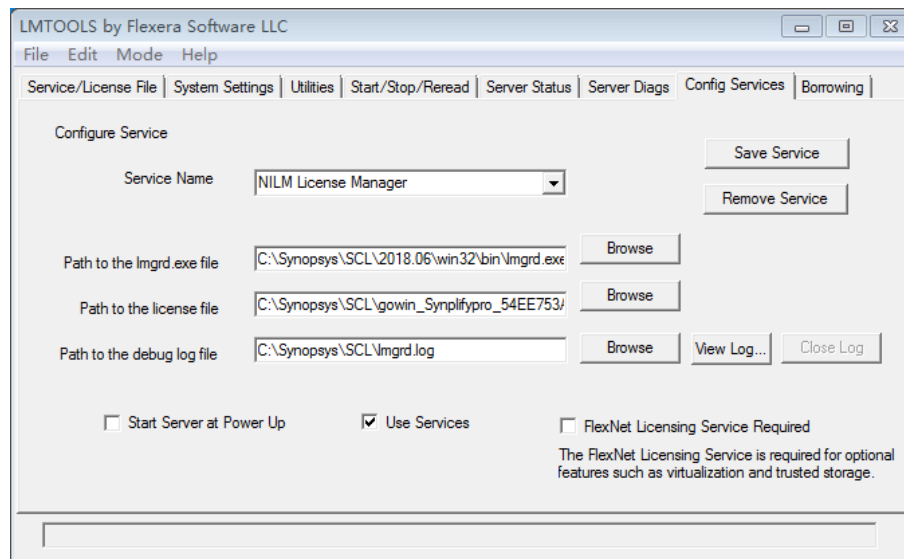 LMTOOLS by Flexera Software LLC
File Edit Mode Help
Service/License File System Settings Utilities Start/Stop/Reread Server Status Server Diags Config Services Borrowing
Configure Service
Save Service
Service Name NILM License Manager
Remove Service
Path to the lmgrd.exe file C:\Synopsys\SCL\2018.06\win32\bin\lmgrd.exe Browse
Path to the license file C:\Synopsys\SCL\gowin_Synplifypro_54EE753A Browse
Path to the debug log file C:\Synopsys\SCL\lmgrd.log Browse View Log... Close Log
Start Server at Power Up Use Services FlexNet Licensing Service Required
The FlexNet Licensing Service is required for optional
features such as virtualization and trusted storage.